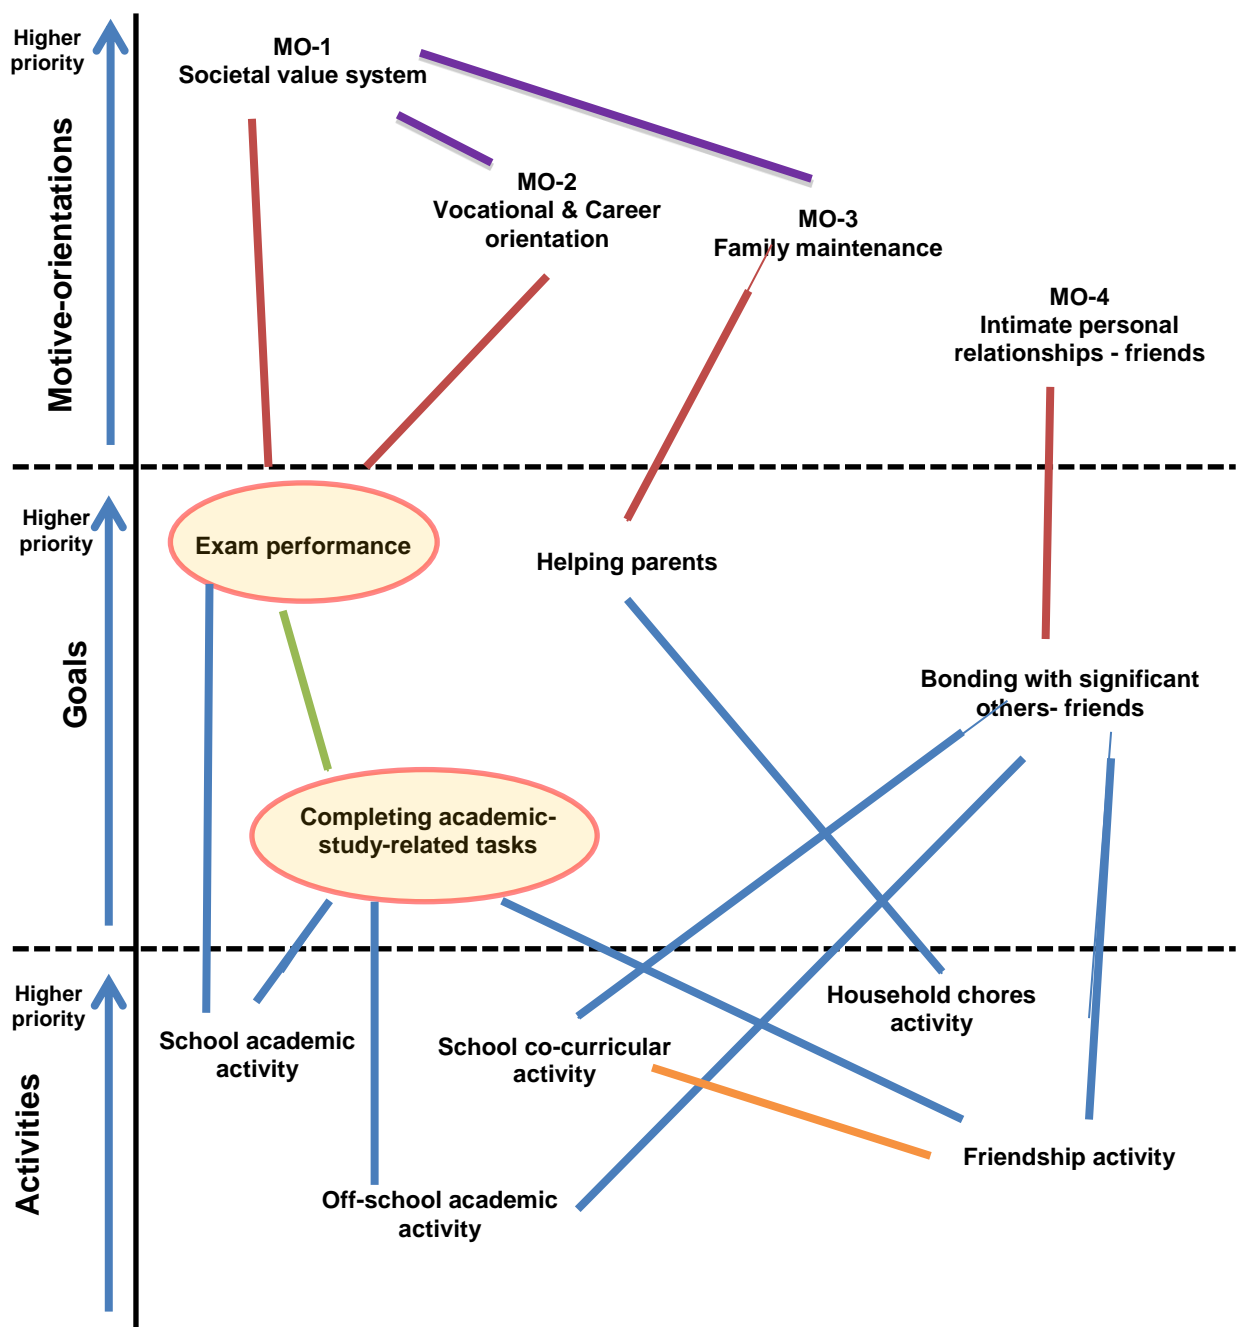 Higher
priority
MO-1
Societal value system
MO-2
Vocational & Career
orientation
MO-3
Family maintenance
MO-4
Intimate personal
relationships - friends
Motive-orientations
Higher
priority
Exam performance
Helping parents
Bonding with significant
others- friends
Goals
Completing academic-
study-related tasks
Higher
priority
Household chores
activity
School academic
activity
School co-curricular
activity
Activities
Friendship activity
Off-school academic
activity